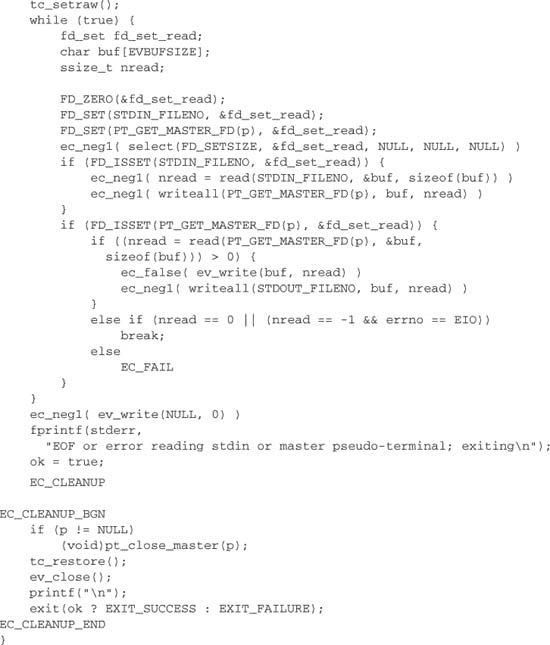 tc_setraw();
while (true) {
fd_set fd_set_read;
char buf[EVBUFSIZE];
ssize_t nread;
FD_ZERO(&fd_set_read);
FD_SET(STDIN_FILENO, &fd_set_read);
FD_SET(PT_GET_MASTER_FD(p), &fd_set_read);
ec_neg1( select(FD_SETSIZE, &fd_set_read, NULL, NULL, NULL) )
if (FD_ISSET(STDIN_FILENO, &fd_set_read)) {
ec_neg1( nread = read(STDIN_FILENO, &buf, sizeof(buf)) )
ec_neg1( writeall(PT_GET_MASTER_FD(p), buf, nread) )
}
if (FD_ISSET(PT_GET_MASTER_FD(p), &fd_set_read)) {
if ((nread = read(PT_GET_MASTER_FD(p), &buf,
sizeof(buf))) > 0) {
ec_false( ev_write(buf, nread) )
ec_neg1( writeall(STDOUT_FILENO, buf, nread) )
}
else if (nread == 0 || (nread == -1 && errno == EIO))
break;
else
EC_FAIL
}
}
ec_neg1( ev_write(NULL, 0) )
fprintf(stderr,
"EOF or error reading stdin or master pseudo-terminal; exiting\n");
ok = true;
EC_CLEANUP
EC_CLEANUP_BGN
if (p != NULL)
(void)pt_close_master(p);
tc_restore();
ev_close();
printf("\n");
exit(ok ? EXIT_SUCCESS : EXIT_FAILURE);
EC_CLEANUP_END
}